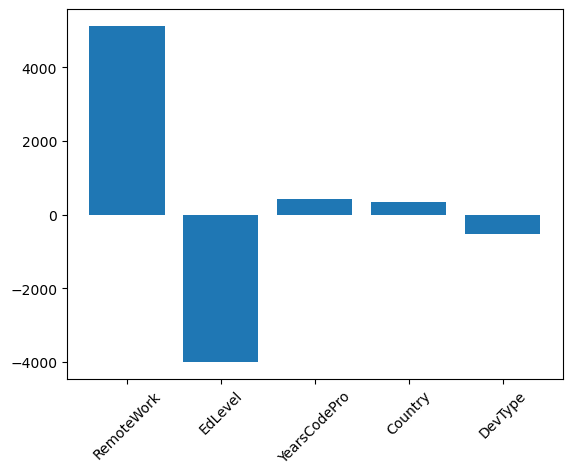 4000
2000
0
−2000
−4000
RemoteWork
EdLevel
YearsCodePro
Country
DevType